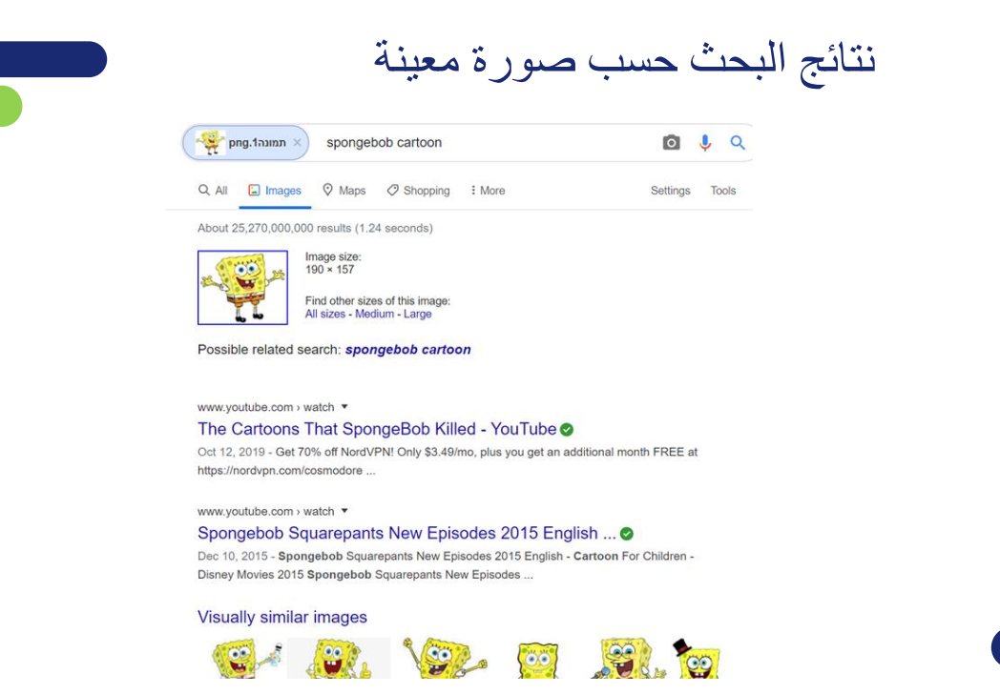 نتائج البحث حسب صورة معينة
תמונה1.png × spongebob cartoon
All Images Maps Shopping More Settings Tools
About 25,270,000,000 results (1.24 seconds)
Image size:
190 × 157
Find other sizes of this image:
All sizes - Medium - Large
Possible related search: spongebob cartoon
www.youtube.com › watch
The Cartoons That SpongeBob Killed - YouTube
Oct 12, 2019 - Get 70% off NordVPN! Only $3.49/mo, plus you get an additional month FREE at
https://nordvpn.com/cosmodore ...
www.youtube.com › watch
Spongebob Squarepants New Episodes 2015 English ...
Dec 10, 2015 - Spongebob Squarepants New Episodes 2015 English - Cartoon For Children -
Disney Movies 2015 Spongebob Squarepants New Episodes ...
Visually similar images